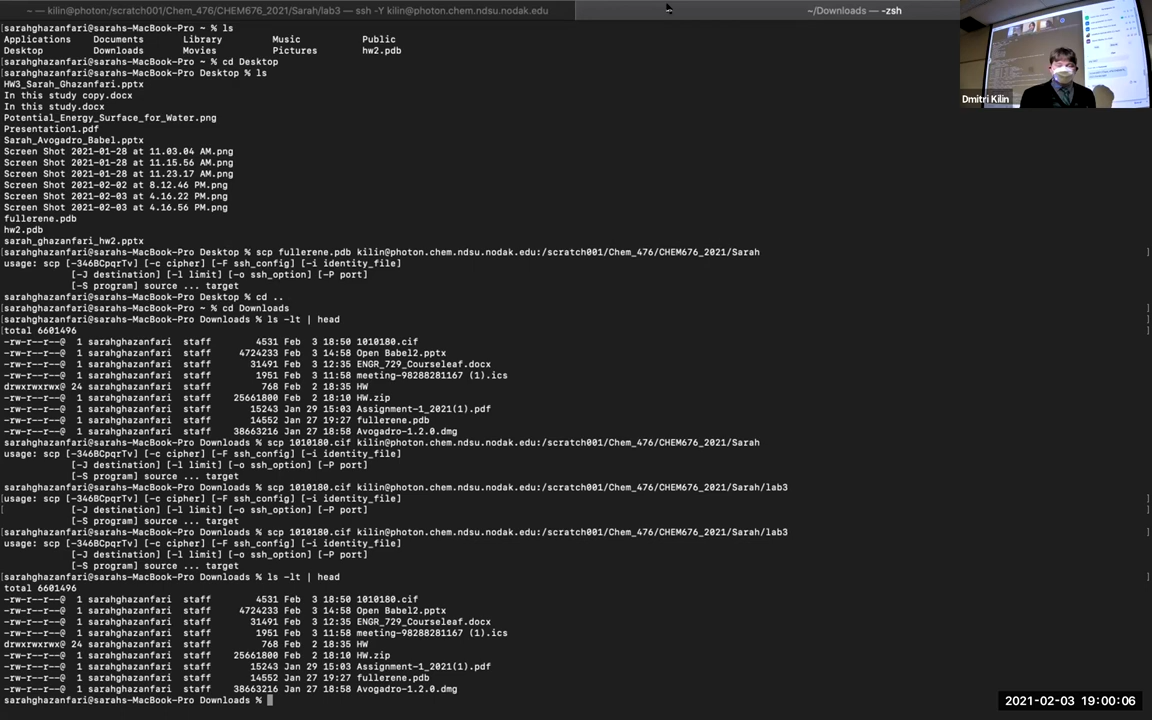 ~ — kilin@photon:/scratch001/Chem_476/CHEM676_2021/Sarah/lab3 — ssh -Y kilin@photon.chem.ndsu.nodak.edu
~/Downloads — -zsh
sarahghazanfari@sarahs-MacBook-Pro ~ % ls
Applications Documents Library Music Public
Desktop Downloads Movies Pictures hw2.pdb
[sarahghazanfari@sarahs-MacBook-Pro ~ % cd Desktop
[sarahghazanfari@sarahs-MacBook-Pro Desktop % ls
HW3_Sarah_Ghazanfari.pptx
In this study copy.docx
In this study.docx
Potential_Energy_Surface_for_Water.png
Presentation1.pdf
Sarah_Avogadro_Babel.pptx
Screen Shot 2021-01-28 at 11.03.04 AM.png
Screen Shot 2021-01-28 at 11.15.56 AM.png
Screen Shot 2021-01-28 at 11.23.17 AM.png
Screen Shot 2021-02-02 at 8.12.46 PM.png
Screen Shot 2021-02-03 at 4.16.22 PM.png
Screen Shot 2021-02-03 at 4.16.56 PM.png
fullerene.pdb
hw2.pdb
sarah_ghazanfari_hw2.pptx
[sarahghazanfari@sarahs-MacBook-Pro Desktop % scp fullerene.pdb kilin@photon.chem.ndsu.nodak.edu:/scratch001/Chem_476/CHEM676_2021/Sarah ]
usage: scp [-346BCpqrTv] [-c cipher] [-F ssh_config] [-i identity_file]
[-J destination] [-l limit] [-o ssh_option] [-P port]
[-S program] source ... target
sarahghazanfari@sarahs-MacBook-Pro Desktop % cd ..
[sarahghazanfari@sarahs-MacBook-Pro ~ % cd Downloads ]
[sarahghazanfari@sarahs-MacBook-Pro Downloads % ls -lt | head ]
[total 6601496 ]
-rw-r--r--@ 1 sarahghazanfari staff 4531 Feb 3 18:50 1010180.cif
-rw-r--r--@ 1 sarahghazanfari staff 4724233 Feb 3 14:58 Open Babel2.pptx
-rw-r--r--@ 1 sarahghazanfari staff 31491 Feb 3 12:35 ENGR_729_Courseleaf.docx
-rw-r--r--@ 1 sarahghazanfari staff 1951 Feb 3 11:58 meeting-98288281167 (1).ics
drwxrwxrwx@ 24 sarahghazanfari staff 768 Feb 2 18:35 HW
-rw-r--r--@ 1 sarahghazanfari staff 25661800 Feb 2 18:10 HW.zip
-rw-r--r--@ 1 sarahghazanfari staff 15243 Jan 29 15:03 Assignment-1_2021(1).pdf
-rw-r--r--@ 1 sarahghazanfari staff 14552 Jan 27 19:27 fullerene.pdb
-rw-r--r--@ 1 sarahghazanfari staff 38663216 Jan 27 18:58 Avogadro-1.2.0.dmg
[sarahghazanfari@sarahs-MacBook-Pro Downloads % scp 1010180.cif kilin@photon.chem.ndsu.nodak.edu:/scratch001/Chem_476/CHEM676_2021/Sarah ]
usage: scp [-346BCpqrTv] [-c cipher] [-F ssh_config] [-i identity_file]
[-J destination] [-l limit] [-o ssh_option] [-P port]
[-S program] source ... target
[sarahghazanfari@sarahs-MacBook-Pro Downloads % scp 1010180.cif kilin@photon.chem.ndsu.nodak.edu:/scratch001/Chem_476/CHEM676_2021/Sarah/lab3 ]
[usage: scp [-346BCpqrTv] [-c cipher] [-F ssh_config] [-i identity_file] ]
[ [-J destination] [-l limit] [-o ssh_option] [-P port] ]
[-S program] source ... target
[sarahghazanfari@sarahs-MacBook-Pro Downloads % scp 1010180.cif kilin@photon.chem.ndsu.nodak.edu:/scratch001/Chem_476/CHEM676_2021/Sarah/lab3 ]
usage: scp [-346BCpqrTv] [-c cipher] [-F ssh_config] [-i identity_file]
[-J destination] [-l limit] [-o ssh_option] [-P port]
[-S program] source ... target
[sarahghazanfari@sarahs-MacBook-Pro Downloads % ls -lt | head ]
total 6601496
-rw-r--r--@ 1 sarahghazanfari staff 4531 Feb 3 18:50 1010180.cif
-rw-r--r--@ 1 sarahghazanfari staff 4724233 Feb 3 14:58 Open Babel2.pptx
-rw-r--r--@ 1 sarahghazanfari staff 31491 Feb 3 12:35 ENGR_729_Courseleaf.docx
-rw-r--r--@ 1 sarahghazanfari staff 1951 Feb 3 11:58 meeting-98288281167 (1).ics
drwxrwxrwx@ 24 sarahghazanfari staff 768 Feb 2 18:35 HW
-rw-r--r--@ 1 sarahghazanfari staff 25661800 Feb 2 18:10 HW.zip
-rw-r--r--@ 1 sarahghazanfari staff 15243 Jan 29 15:03 Assignment-1_2021(1).pdf
-rw-r--r--@ 1 sarahghazanfari staff 14552 Jan 27 19:27 fullerene.pdb
-rw-r--r--@ 1 sarahghazanfari staff 38663216 Jan 27 18:58 Avogadro-1.2.0.dmg
sarahghazanfari@sarahs-MacBook-Pro Downloads %
Dmitri Kilin
2021-02-03 19:00:06